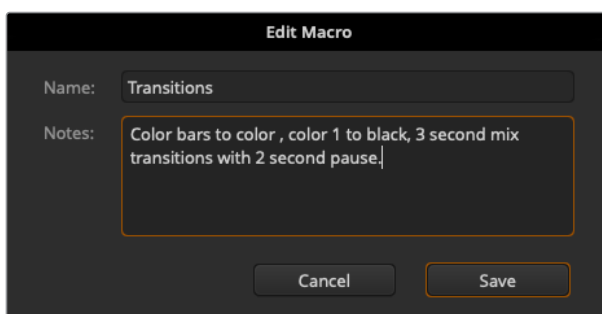 Edit Macro
Name: Transitions
Notes: Color bars to color , color 1 to black, 3 second mix
transitions with 2 second pause.
Cancel Save